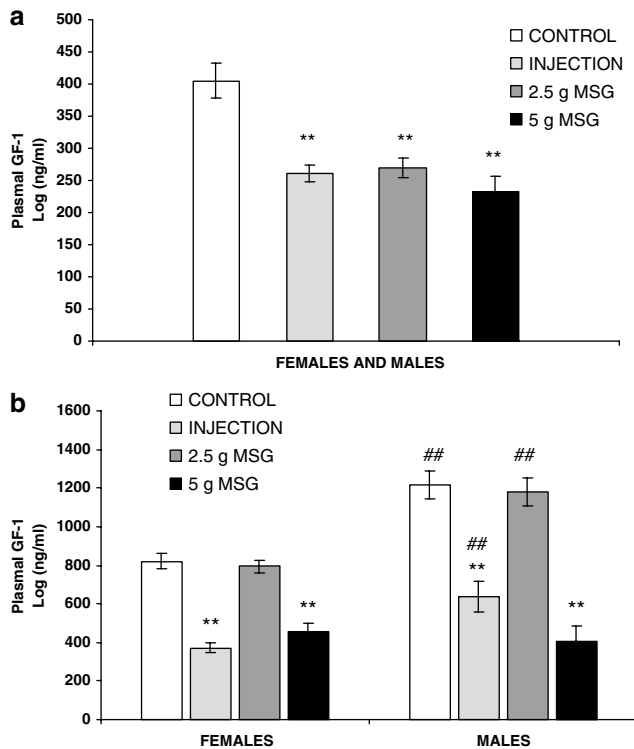 a
500
450
400
350
300
250
200
150
100
50
0
Plasmal GF-1
Log (ng/ml)
CONTROL
INJECTION
2.5 g MSG
5 g MSG
**
**
**
FEMALES AND MALES
b
1600
1400
1200
1000
800
600
400
200
0
Plasmal GF-1
Log (ng/ml)
CONTROL
INJECTION
2.5 g MSG
5 g MSG
**
**
##
##
**
##
**
FEMALES
MALES